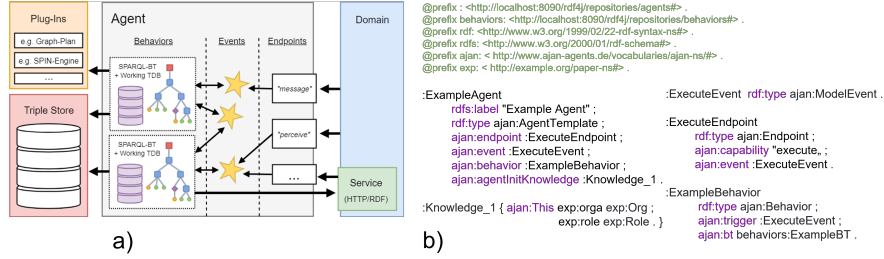 Plug-Ins
e.g. Graph-Plan
e.g. SPIN-Engine
...
Triple Store
Agent
Behaviors
Events
Endpoints
SPARQL-BT
+ Working TDB
SPARQL-BT
+ Working TDB
"message"
"perceive"
...
Domain
Service
(HTTP/RDF)
a)
@prefix : <http://localhost:8090/rdf4j/repositories/agents#> .
@prefix behaviors: <http://localhost:8090/rdf4j/repositories/behaviors#> .
@prefix rdf: <http://www.w3.org/1999/02/22-rdf-syntax-ns#> .
@prefix rdfs: <http://www.w3.org/2000/01/rdf-schema#> .
@prefix ajan: < http://www.ajan-agents.de/vocabularies/ajan-ns#> .
@prefix exp: < http://example.org/paper-ns#> .
:ExampleAgent
rdfs:label "Example Agent" ;
rdf:type ajan:AgentTemplate ;
ajan:endpoint :ExecuteEndpoint ;
ajan:event :ExecuteEvent ;
ajan:behavior :ExampleBehavior ;
ajan:agentInitKnowledge :Knowledge_1 .
:Knowledge_1 { ajan:This exp:orga exp:Org ;
exp:role exp:Role . }
:ExecuteEvent rdf:type ajan:ModelEvent .
:ExecuteEndpoint
rdf:type ajan:Endpoint ;
ajan:capability "execute„ ;
ajan:event :ExecuteEvent .
:ExampleBehavior
rdf:type ajan:Behavior ;
ajan:trigger :ExecuteEvent ;
ajan:bt behaviors:ExampleBT .
b)